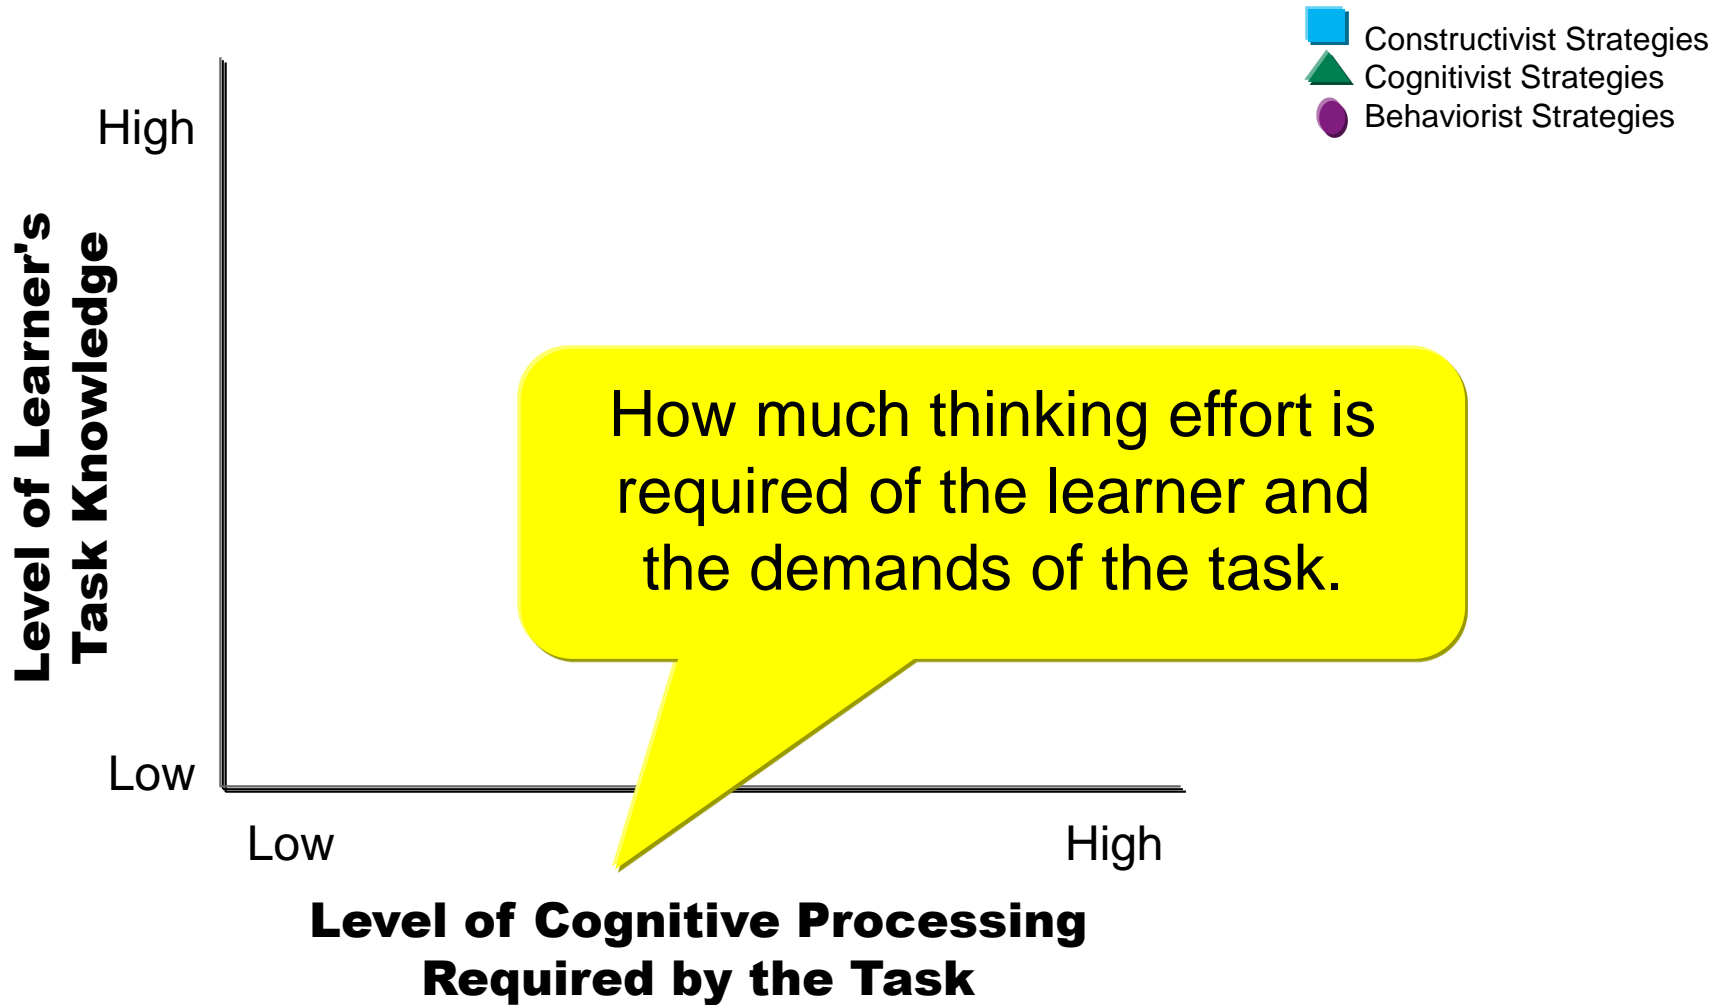 Constructivist Strategies
Cognitivist Strategies
Behaviorist Strategies
High
Level of Learner's
Task Knowledge
How much thinking effort is
required of the learner and
the demands of the task.
Low
Low
High
Level of Cognitive Processing
Required by the Task